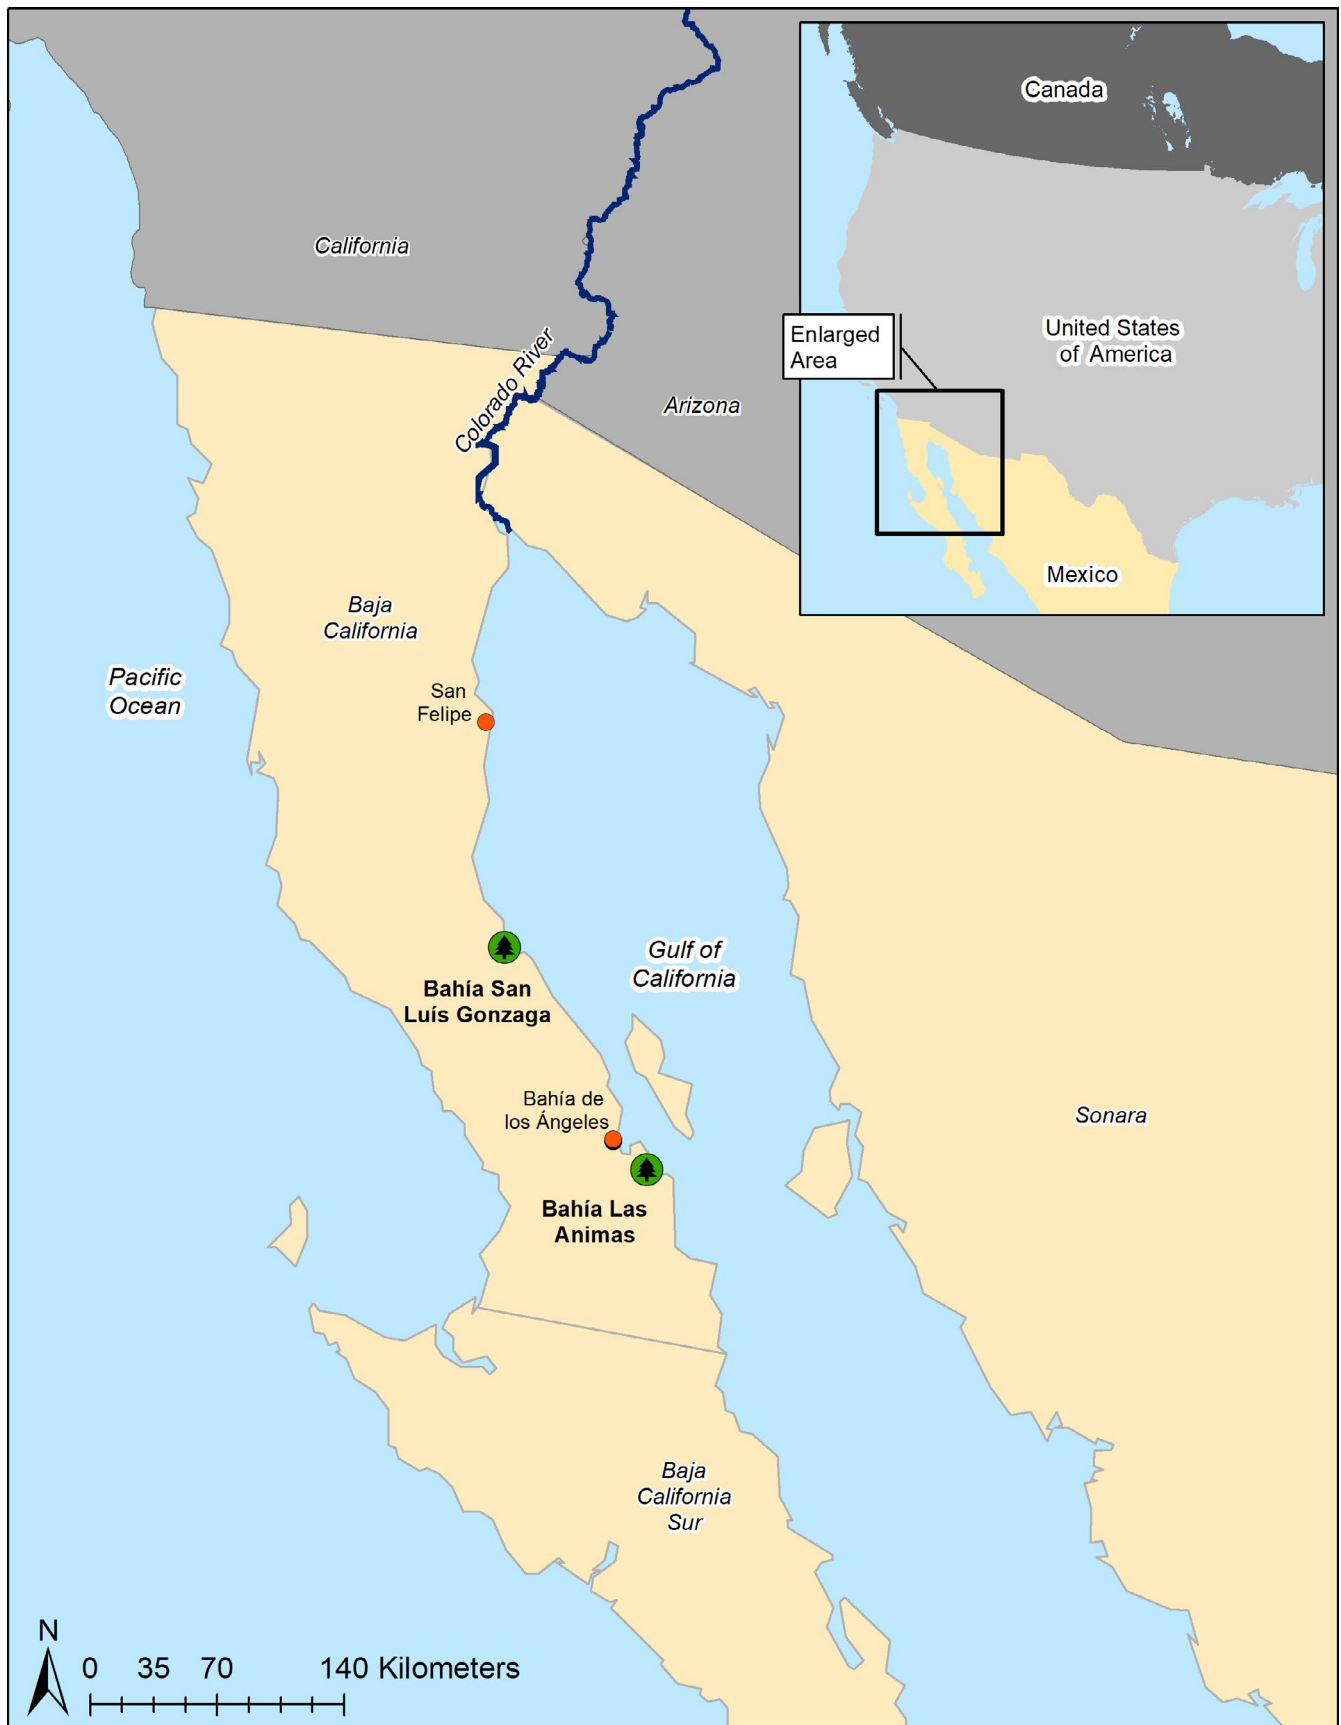 Canada
California
United States
of America
Enlarged
Area
Colorado River
Arizona
Mexico
Baja
California
Pacific
Ocean
San
Felipe
Gulf of
California
Bahía San
Luís Gonzaga
Bahía de
los Ángeles
Sonara
Bahía Las
Animas
Baja
California
Sur
N
0 35 70 140 Kilometers